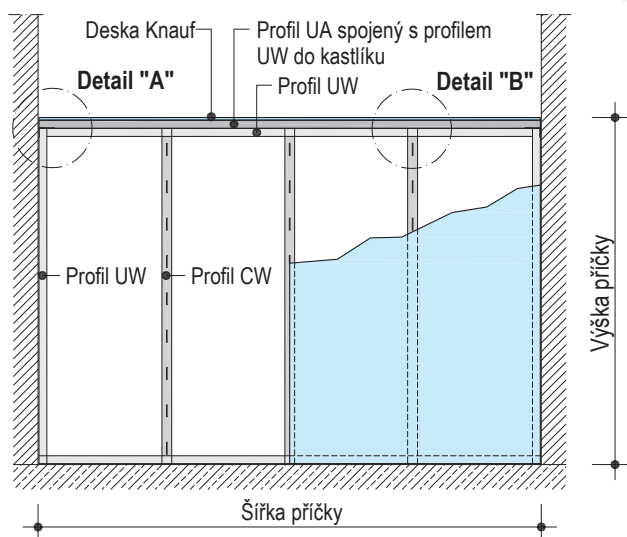 Deska Knauf
Profil UA spojený s profilem
UW do kastlíku
Detail "A"
Profil UW
Detail "B"
Profil UW
Profil CW
Výška příčky
Šířka příčky